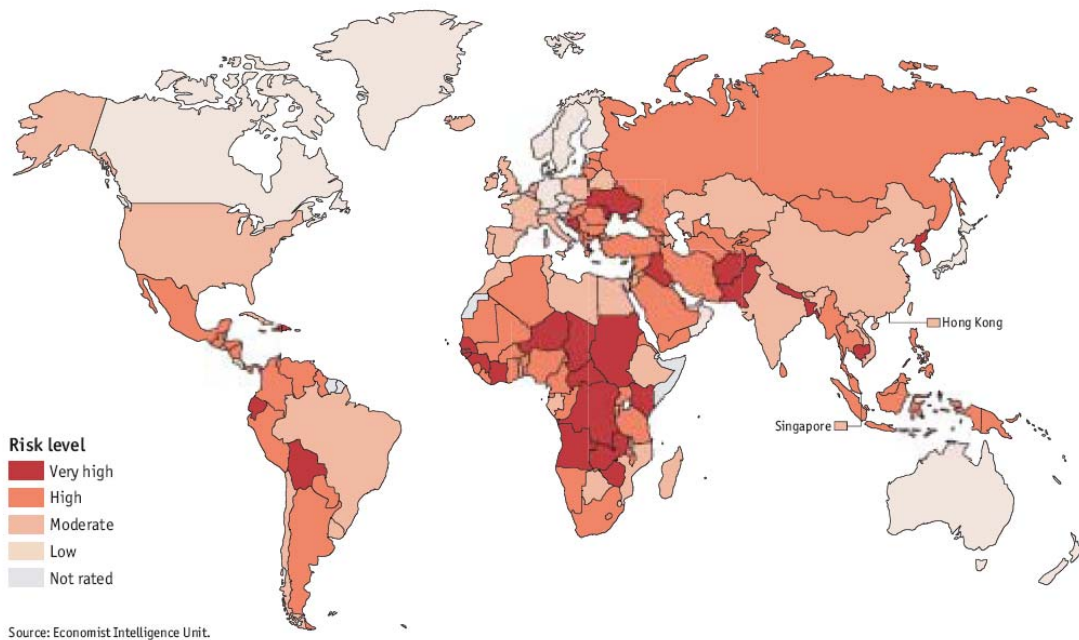 Hong Kong
Singapore
Risk level
Very high
High
Moderate
Low
Not rated
Source: Economist Intelligence Unit.